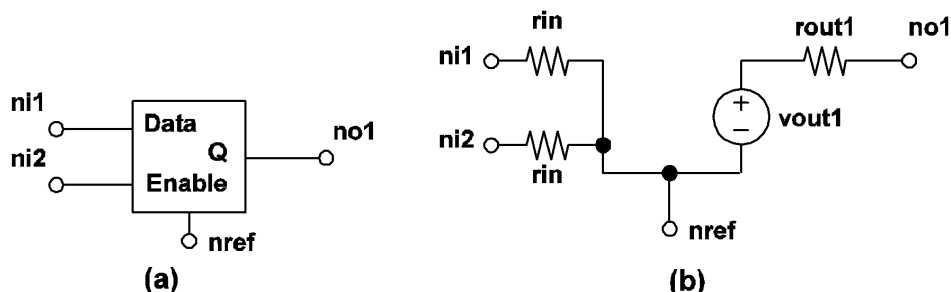 ni1
ni2
Data
Q
Enable
no1
nref
(a)
rin
ni1
ni2
rin
rout1
no1
+
−
vout1
nref
(b)